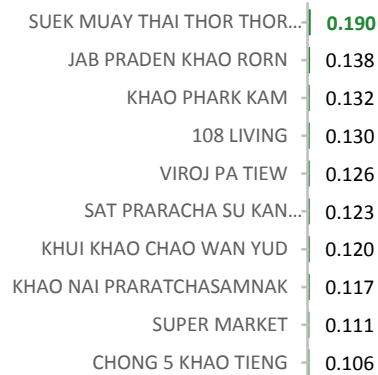 SUEK MUAY THAI THOR THOR... 0.190
JAB PRADEN KHAO RORN 0.138
KHAO PHARK KAM 0.132
108 LIVING 0.130
VIROJ PA TIEW 0.126
SAT PRARACHA SU KAN... 0.123
KHUI KHAO CHAO WAN YUD 0.120
KHAO NAI PRARATCHASAMNAK 0.117
SUPER MARKET 0.111
CHONG 5 KHAO TIENG 0.106